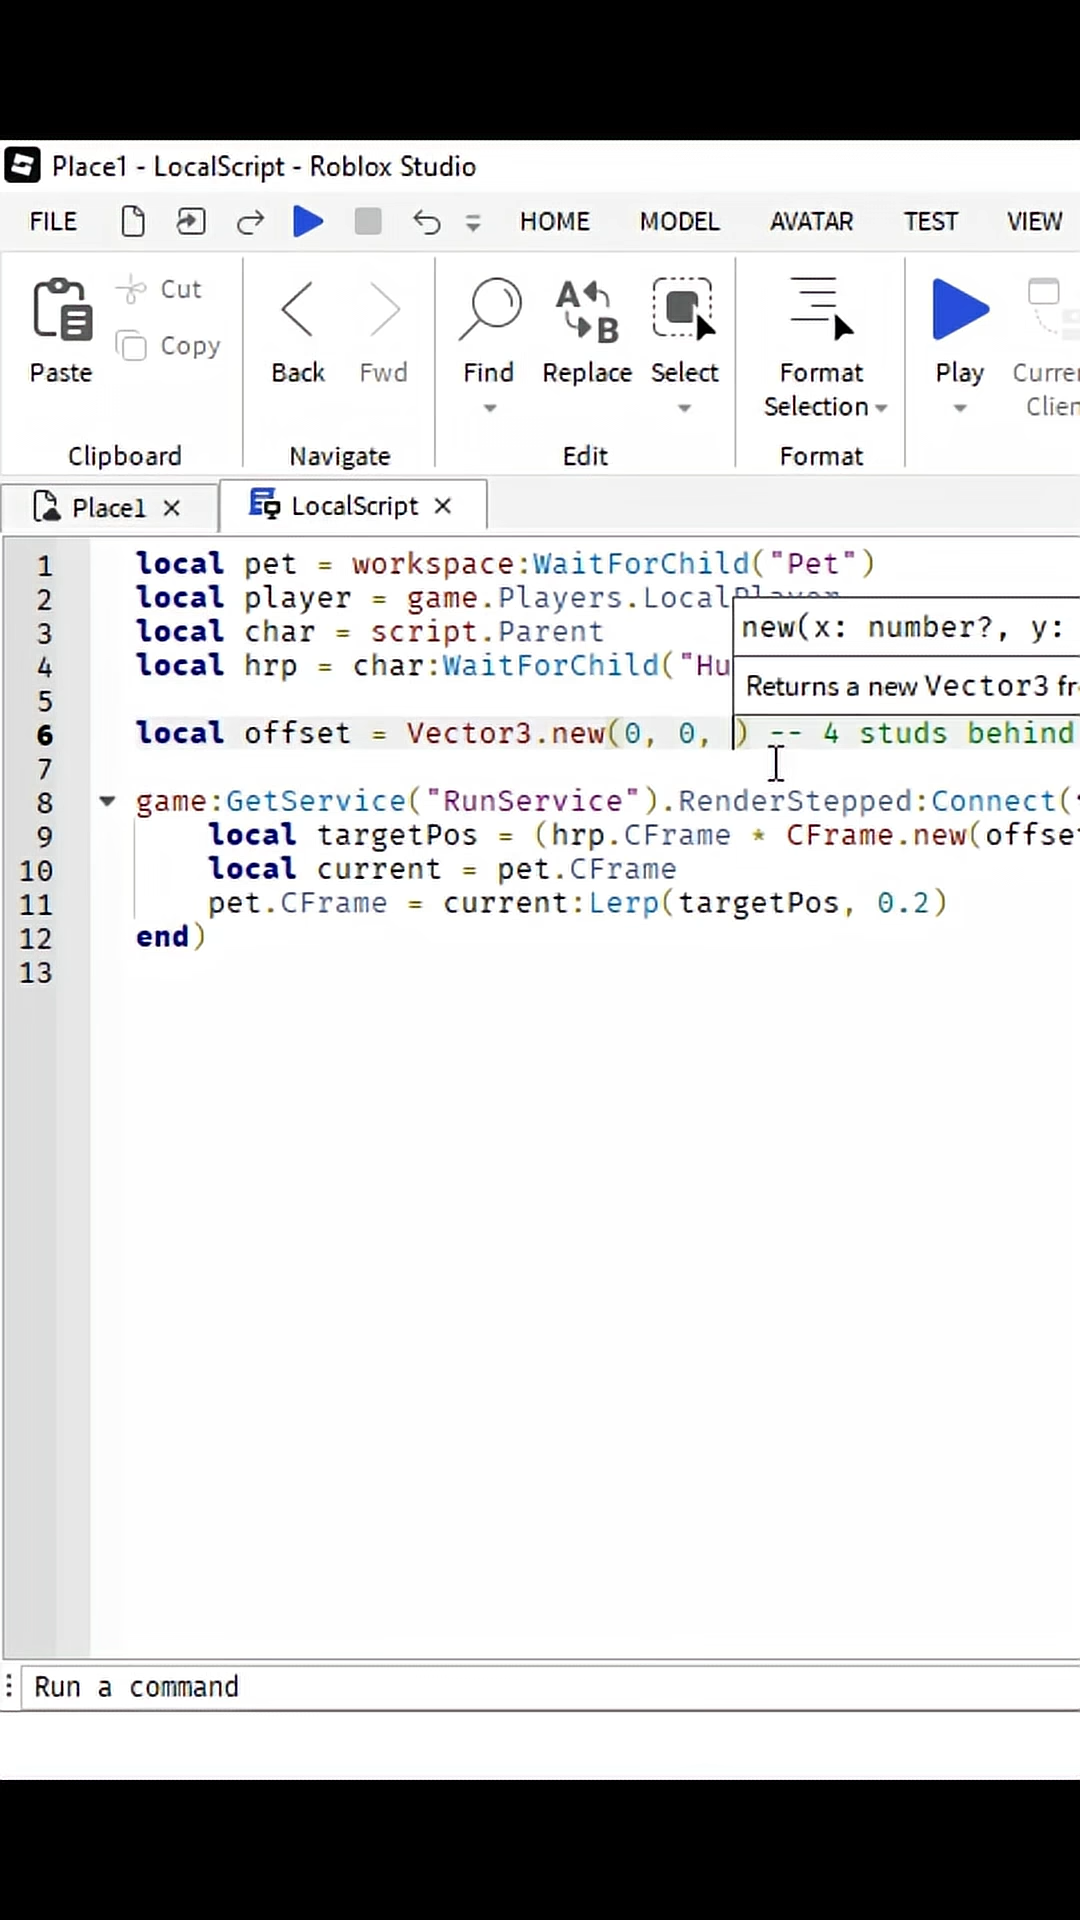 Place1 - LocalScript - Roblox Studio
FILE HOME MODEL AVATAR TEST VIEW
Paste Cut Copy Back Fwd Find Replace Select Format Selection Play
Clipboard Navigate Edit Format
Place1 LocalScript
1 local pet = workspace:WaitForChild("Pet")
2 local player = game.Players.LocalPlayer
3 local char = script.Parent
new(x: number?, y:
4 local hrp = char:WaitForChild("Hu
Returns a new Vector3
5
6 local offset = Vector3.new(0, 0, ) -- 4 studs behind
7
8 game:GetService("RunService").RenderStepped:Connect(
9 local targetPos = (hrp.CFrame * CFrame.new(offse
10 local current = pet.CFrame
11 pet.CFrame = current:Lerp(targetPos, 0.2)
12 end)
13
Run a command